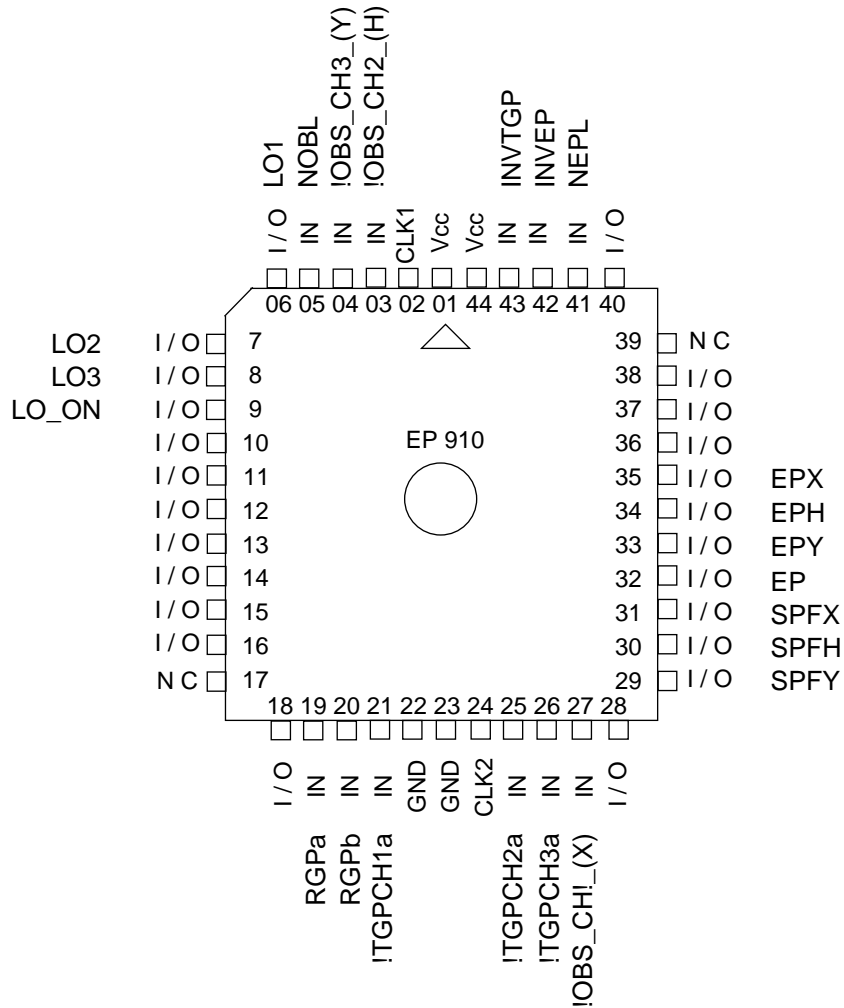 LO1 NOBL !OBS_CH3_(Y) !OBS_CH2_(H) INVTGP INVEP NEPL
I / O IN IN IN CLK1 Vcc Vcc IN IN IN I / O
06 05 04 03 02 01 44 43 42 41 40
LO2 I / O 7
LO3 I / O 8
LO_ON I / O 9
I / O 10
I / O 11
I / O 12
I / O 13
I / O 14
I / O 15
I / O 16
N C 17
EP 910
39 N C
38 I / O
37 I / O
36 I / O
35 I / O EPX
34 I / O EPH
33 I / O EPY
32 I / O EP
31 I / O SPFX
30 I / O SPFH
29 I / O SPFY
18 19 20 21 22 23 24 25 26 27 28
I / O IN IN IN GND GND CLK2 IN IN IN I / O
RGPa RGPb !TGPCH1a !TGPCH2a !TGPCH3a !OBS_CH!_(X)